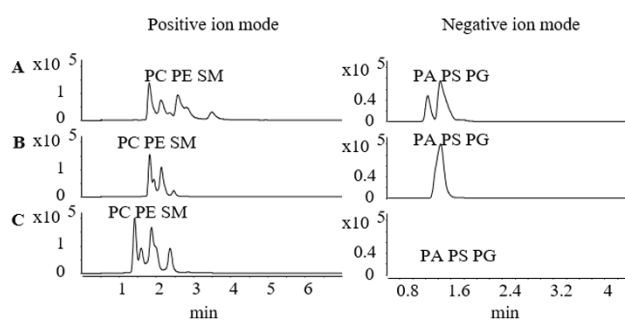 Positive ion mode Negative ion mode
A x10 5 PC PE SM x10 5 PA PS PG
1 0.4
0 0
B x10 5 PC PE SM x10 5 PA PS PG
1 0.4
0 0
C x10 5 PC PE SM x10 5
1 0.4 PA PS PG
0 0
1 2 3 4 5 6 0.8 1.6 2.4 3.2 4
min min